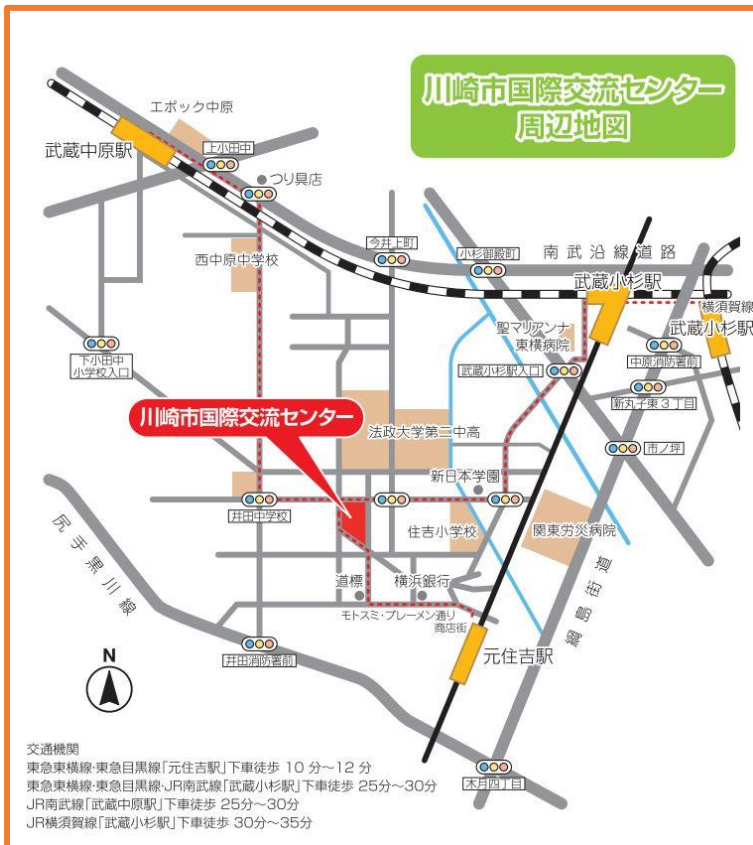 川崎市国際交流センター
周辺地図
エポック中原
武蔵中原駅
上小田中
つり具店
今井上町
小杉御殿町
南武沿線道路
西中原中学校
武蔵小杉駅
横須賀線
武蔵小杉駅
聖マリアンナ
東横病院
中原消防署前
下小田中
小学校入口
武蔵小杉駅入口
新丸子東3丁目
川崎市国際交流センター
法政大学第二中高
市ノ坪
新日本学園
井田中学校
住吉小学校
関東労災病院
尻手黒川線
道標
横浜銀行
綱島街道
モトスミ・ブレーメン通り
商店街
元住吉駅
井田消防署前
N
木月四丁目
交通機関
東急東横線・東急目黒線「元住吉駅」下車徒歩 10 分～12 分
東急東横線・東急目黒線・JR南武線「武蔵小杉駅」下車徒歩 25分～30分
JR南武線「武蔵中原駅」下車徒歩 25分～30分
JR横須賀線「武蔵小杉駅」下車徒歩 30分～35分